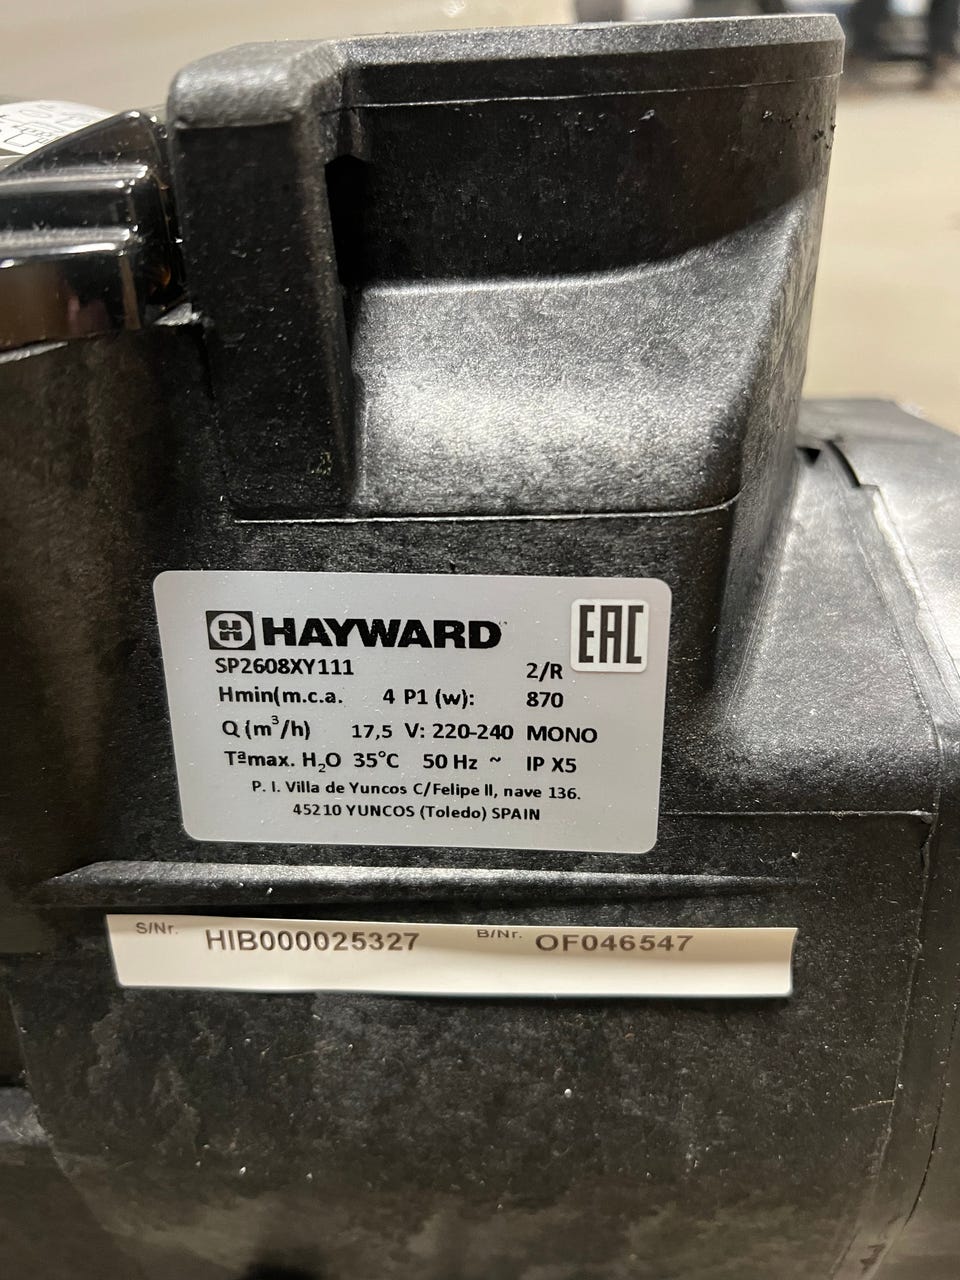 HAYWARD EAC
SP2608XY111 2/R
Hmin(m.c.a. 4 P1 (w): 870
Q (m³/h) 17,5 V: 220-240 MONO
Tªmax. H₂O 35°C 50 Hz ~ IP X5
P. I. Villa de Yuncos C/Felipe II, nave 136.
45210 YUNCOS (Toledo) SPAIN
S/Nr. HIB000025327 B/Nr. OF046547